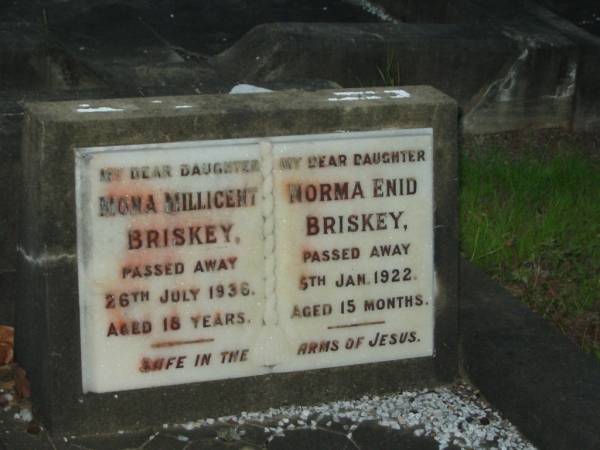 MY DEAR DAUGHTER
MONA MILLICENT
BRISKEY,
PASSED AWAY
26TH JULY 1936.
AGED 18 YEARS.
MY DEAR DAUGHTER
NORMA ENID
BRISKEY,
PASSED AWAY
5TH JAN. 1922.
AGED 15 MONTHS.
SAFE IN THE ARMS OF JESUS.